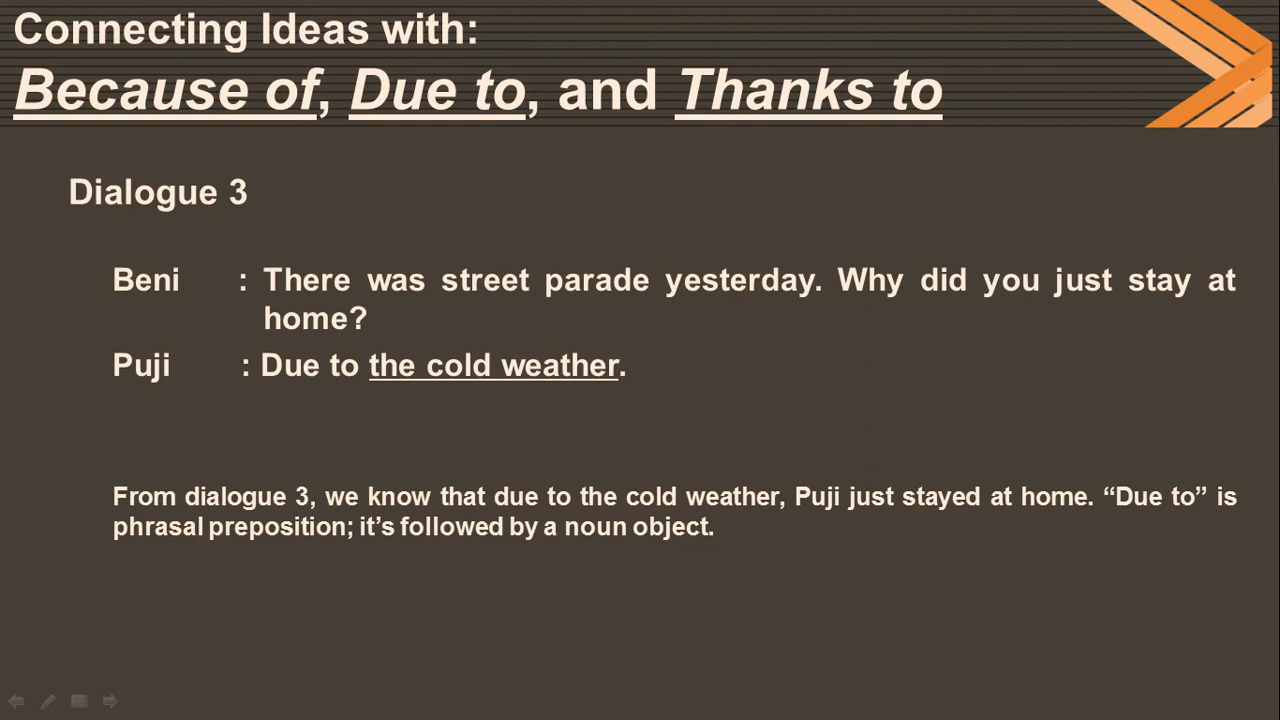 Connecting Ideas with:
Because of, Due to, and Thanks to
Dialogue 3
Beni : There was street parade yesterday. Why did you just stay at
home?
Puji : Due to the cold weather.
From dialogue 3, we know that due to the cold weather, Puji just stayed at home. “Due to” is
phrasal preposition; it’s followed by a noun object.